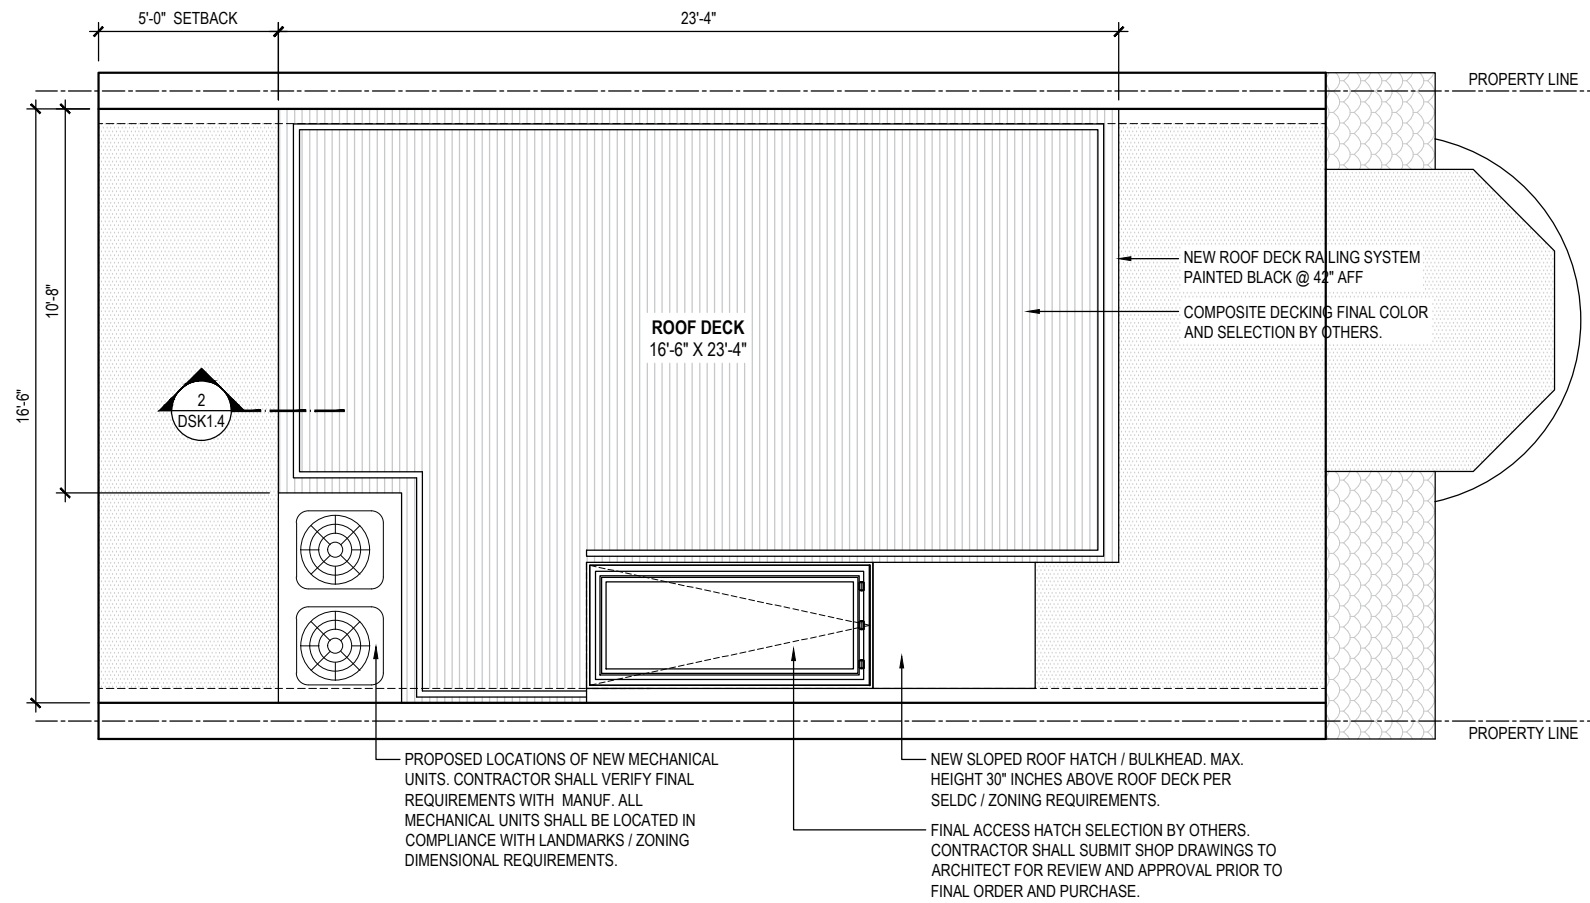 5'-0" SETBACK
23'-4"
PROPERTY LINE
10'-8"
16'-6"
NEW ROOF DECK RAILING SYSTEM
PAINTED BLACK @ 42" AFF
COMPOSITE DECKING FINAL COLOR
AND SELECTION BY OTHERS.
ROOF DECK
16'-6" X 23'-4"
2
DSK1.4
PROPERTY LINE
PROPOSED LOCATIONS OF NEW MECHANICAL
UNITS. CONTRACTOR SHALL VERIFY FINAL
REQUIREMENTS WITH MANUF. ALL
MECHANICAL UNITS SHALL BE LOCATED IN
COMPLIANCE WITH LANDMARKS / ZONING
DIMENSIONAL REQUIREMENTS.
NEW SLOPED ROOF HATCH / BULKHEAD. MAX.
HEIGHT 30" INCHES ABOVE ROOF DECK PER
SELDC / ZONING REQUIREMENTS.
FINAL ACCESS HATCH SELECTION BY OTHERS.
CONTRACTOR SHALL SUBMIT SHOP DRAWINGS TO
ARCHITECT FOR REVIEW AND APPROVAL PRIOR TO
FINAL ORDER AND PURCHASE.